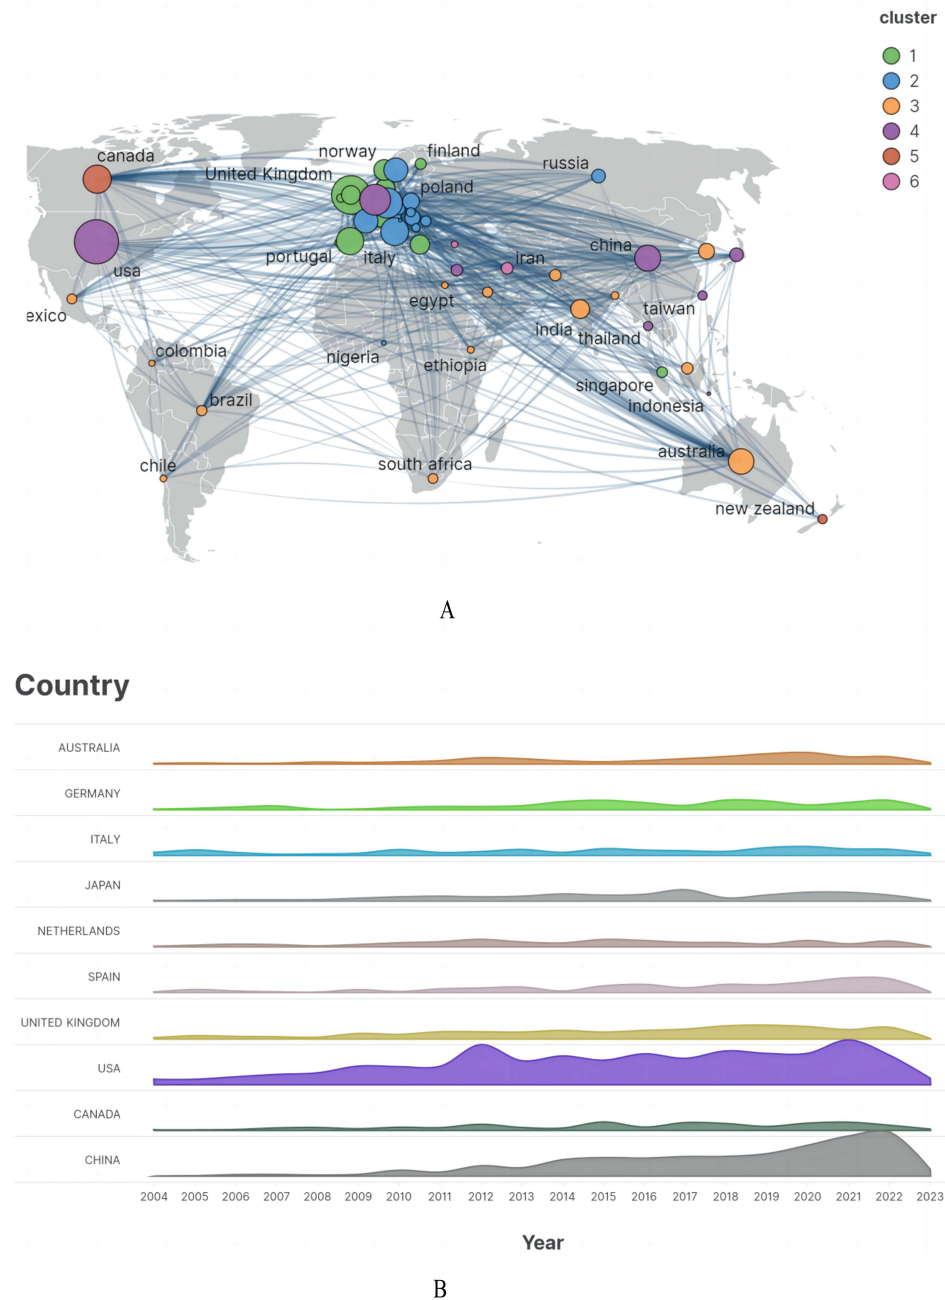 cluster
1
2
3
4
5
6
norway
finland
canada
United Kingdom
russia
poland
china
usa
portugal
italy
iran
exico
egypt
taiwan
india
thailand
nigeria
ethiopia
colombia
singapore
indonesia
brazil
australia
chile
south africa
new zealand
A
Country
AUSTRALIA
GERMANY
ITALY
JAPAN
NETHERLANDS
SPAIN
UNITED KINGDOM
USA
CANADA
CHINA
2004 2005 2006 2007 2008 2009 2010 2011 2012 2013 2014 2015 2016 2017 2018 2019 2020 2021 2022 2023
Year
B